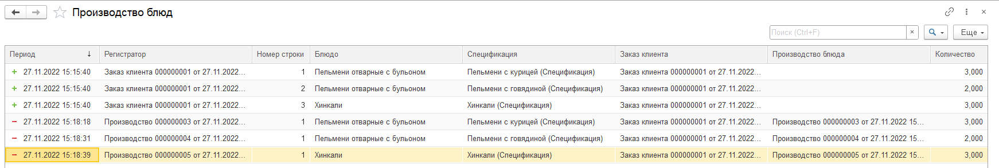 Производство блюд
Поиск (Ctrl+F) × Еще
Период ↓ Регистратор Номер строки Блюдо Спецификация Заказ клиента Производство блюда Количество
+ 27.11.2022 15:15:40 Заказ клиента 000000001 от 27.11.2022... 1 Пельмени отварные с бульоном Пельмени с курицей (Спецификация) Заказ клиента 000000001 от 27.11.2022... 3,000
+ 27.11.2022 15:15:40 Заказ клиента 000000001 от 27.11.2022... 2 Пельмени отварные с бульоном Пельмени с говядиной (Спецификация) Заказ клиента 000000001 от 27.11.2022... 2,000
+ 27.11.2022 15:15:40 Заказ клиента 000000001 от 27.11.2022... 3 Хинкали Хинкали (Спецификация) Заказ клиента 000000001 от 27.11.2022... 3,000
− 27.11.2022 15:18:18 Производство 000000003 от 27.11.2022... 1 Пельмени отварные с бульоном Пельмени с курицей (Спецификация) Заказ клиента 000000001 от 27.11.2022... Производство 000000003 от 27.11.2022 15... 3,000
− 27.11.2022 15:18:31 Производство 000000004 от 27.11.2022... 1 Пельмени отварные с бульоном Пельмени с говядиной (Спецификация) Заказ клиента 000000001 от 27.11.2022... Производство 000000004 от 27.11.2022 15... 2,000
− 27.11.2022 15:18:39 Производство 000000005 от 27.11.2022... 1 Хинкали Хинкали (Спецификация) Заказ клиента 000000001 от 27.11.2022... Производство 000000005 от 27.11.2022 15... 3,000